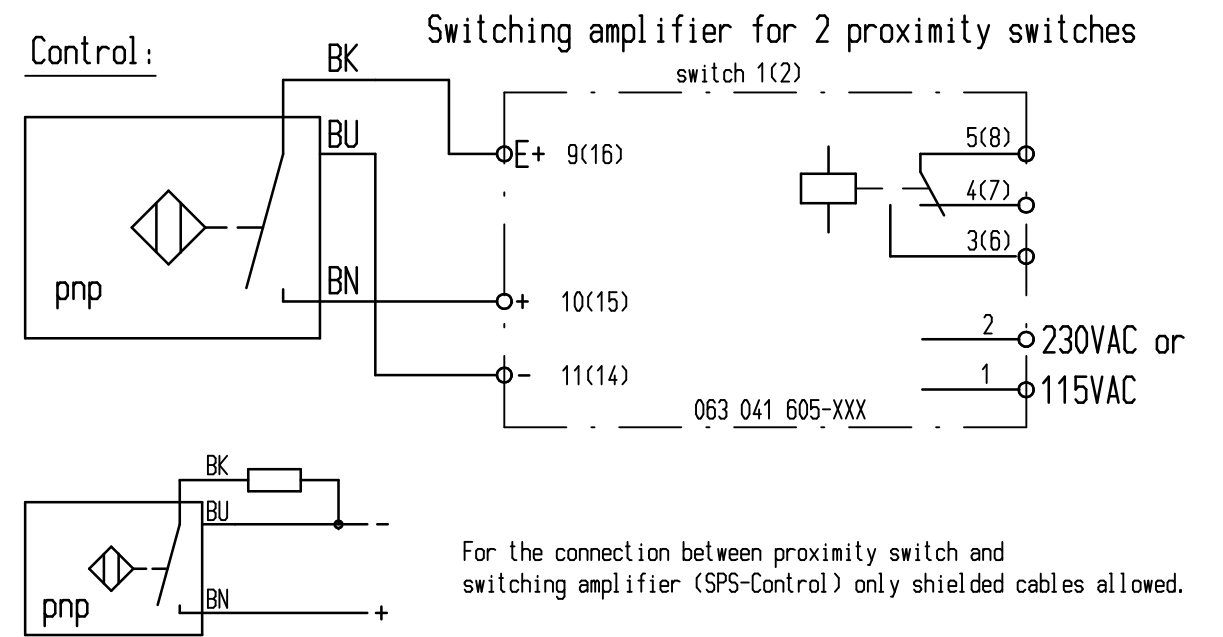 Switching amplifier for 2 proximity switches
Control:
switch 1(2)
BK
BU
BN
pnp
E+ 9(16)
+ 10(15)
- 11(14)
5(8)
4(7)
3(6)
2
230VAC or
1
115VAC
063 041 605-XXX
BK
BU
-
BN
+
pnp
For the connection between proximity switch and
switching amplifier (SPS-Control) only shielded cables allowed.